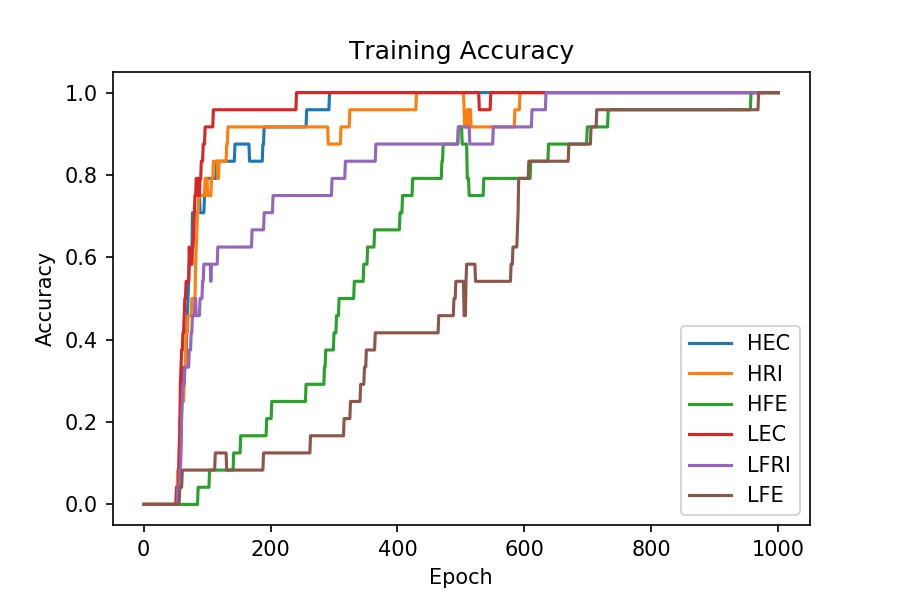 Training Accuracy
Accuracy
1.0
0.8
0.6
0.4
0.2
0.0
0 200 400 600 800 1000
Epoch
HEC
HRI
HFE
LEC
LFRI
LFE